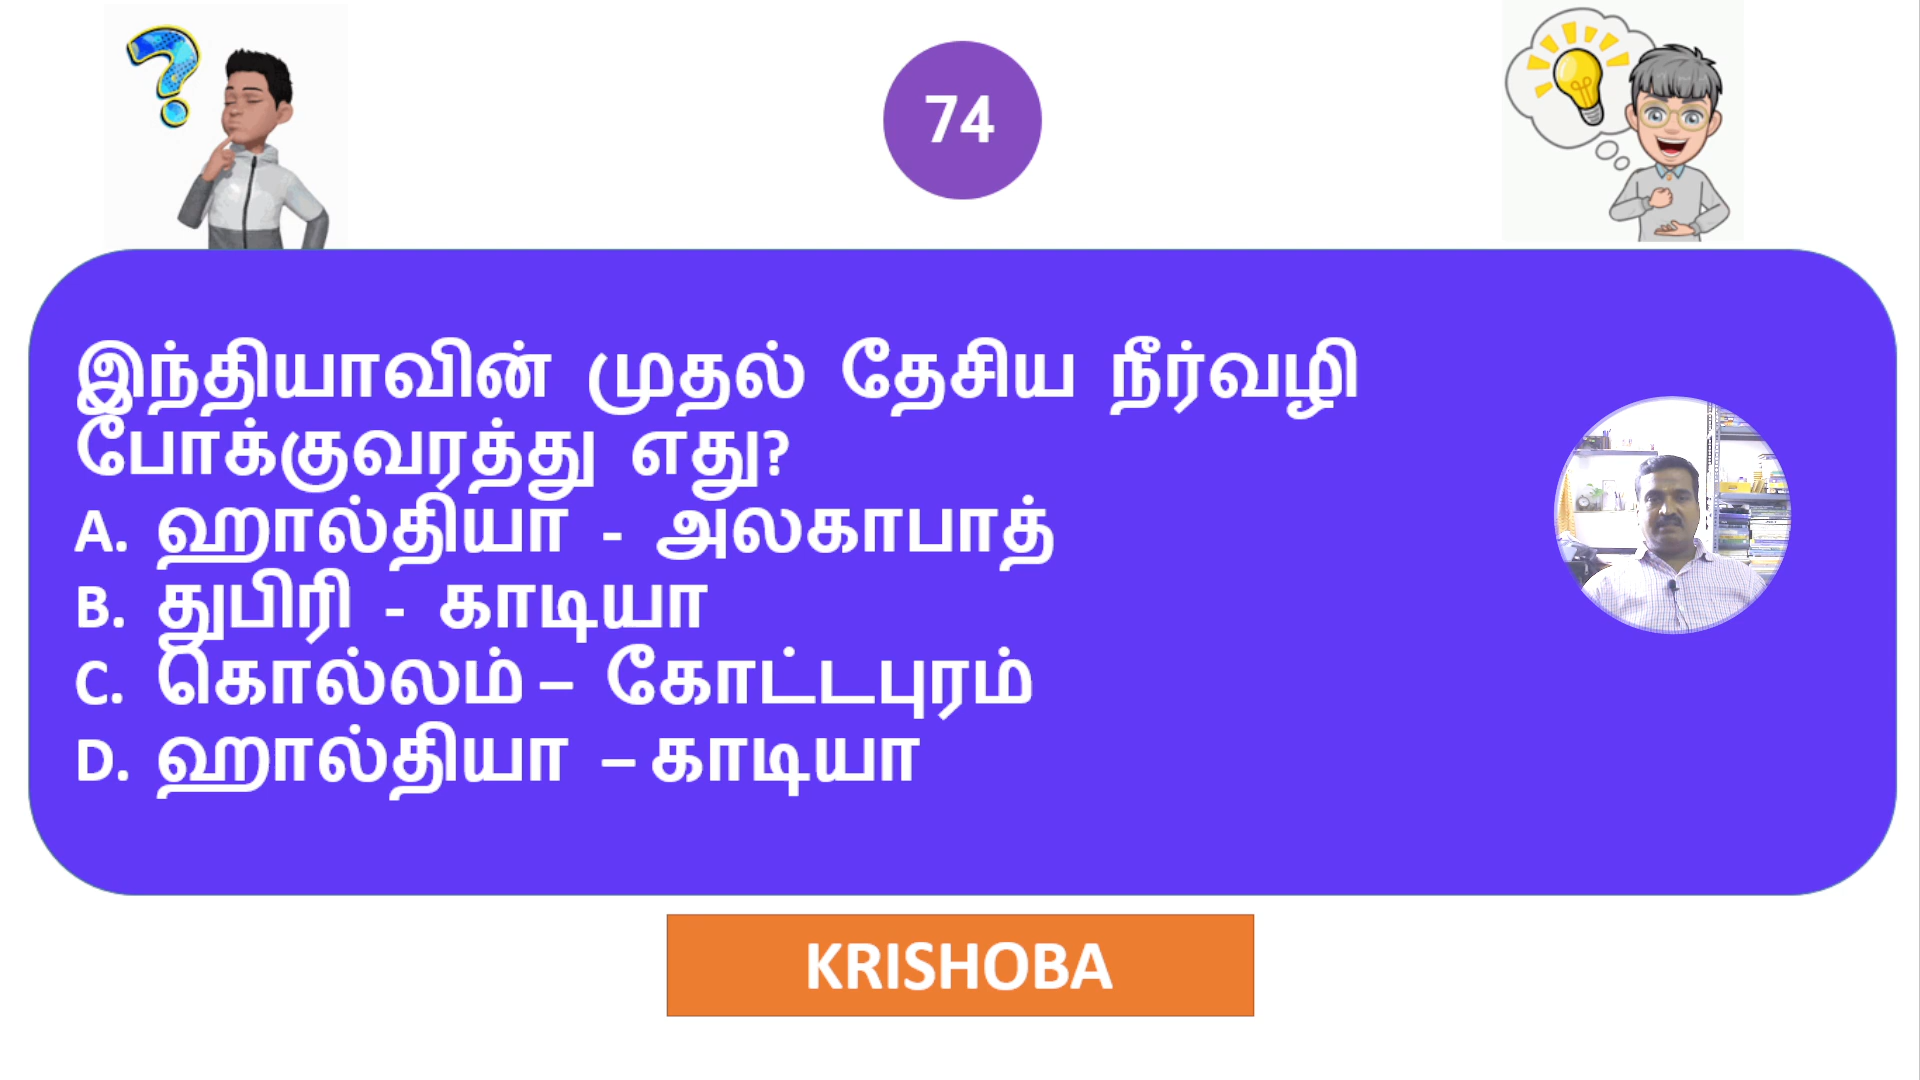 74
இந்தியாவின் முதல் தேசிய நீர்வழி
போக்குவரத்து எது?
A. ஹால்தியா - அலகாபாத்
B. துபிரி - காடியா
C. கொல்லம் – கோட்டபுரம்
D. ஹால்தியா – காடியா
KRISHOBA